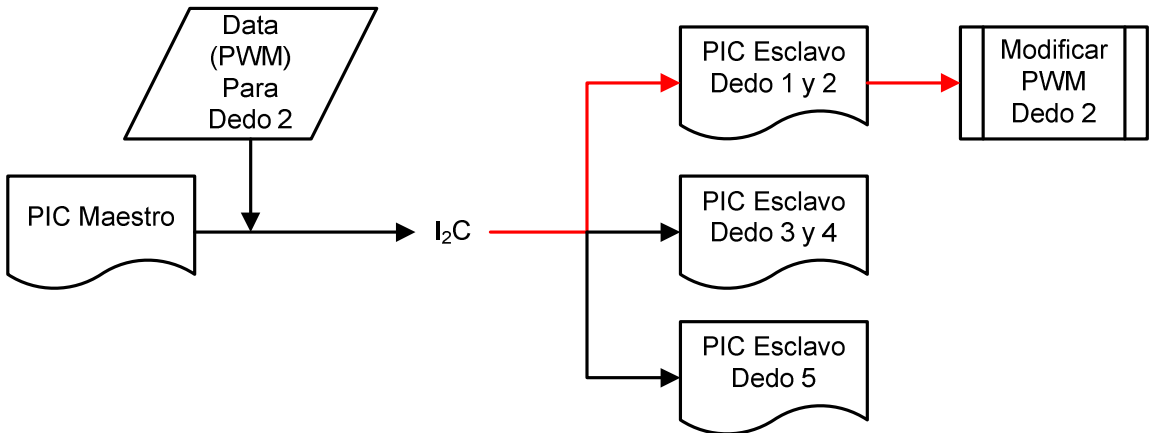 Data
(PWM)
Para
Dedo 2
PIC Maestro
I₂C
PIC Esclavo
Dedo 1 y 2
Modificar
PWM
Dedo 2
PIC Esclavo
Dedo 3 y 4
PIC Esclavo
Dedo 5